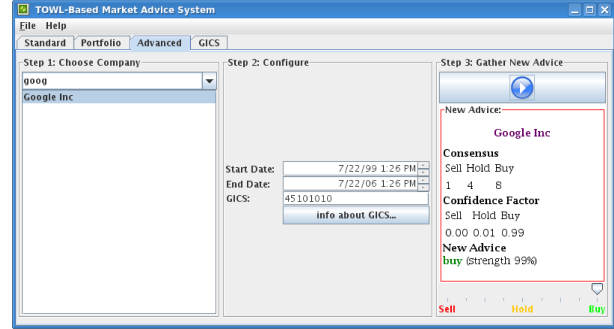 TOWL-Based Market Advice System
File Help
Standard Portfolio Advanced GICS
Step 1: Choose Company
goog
Google Inc
Step 2: Configure
Start Date: 7/22/99 1:26 PM
End Date: 7/22/06 1:26 PM
GICS: 45101010
info about GICS...
Step 3: Gather New Advice
New Advice:
Google Inc
Consensus
Sell Hold Buy
1 4 8
Confidence Factor
Sell Hold Buy
0.00 0.01 0.99
New Advice
buy (strength 99%)
Sell Hold Buy